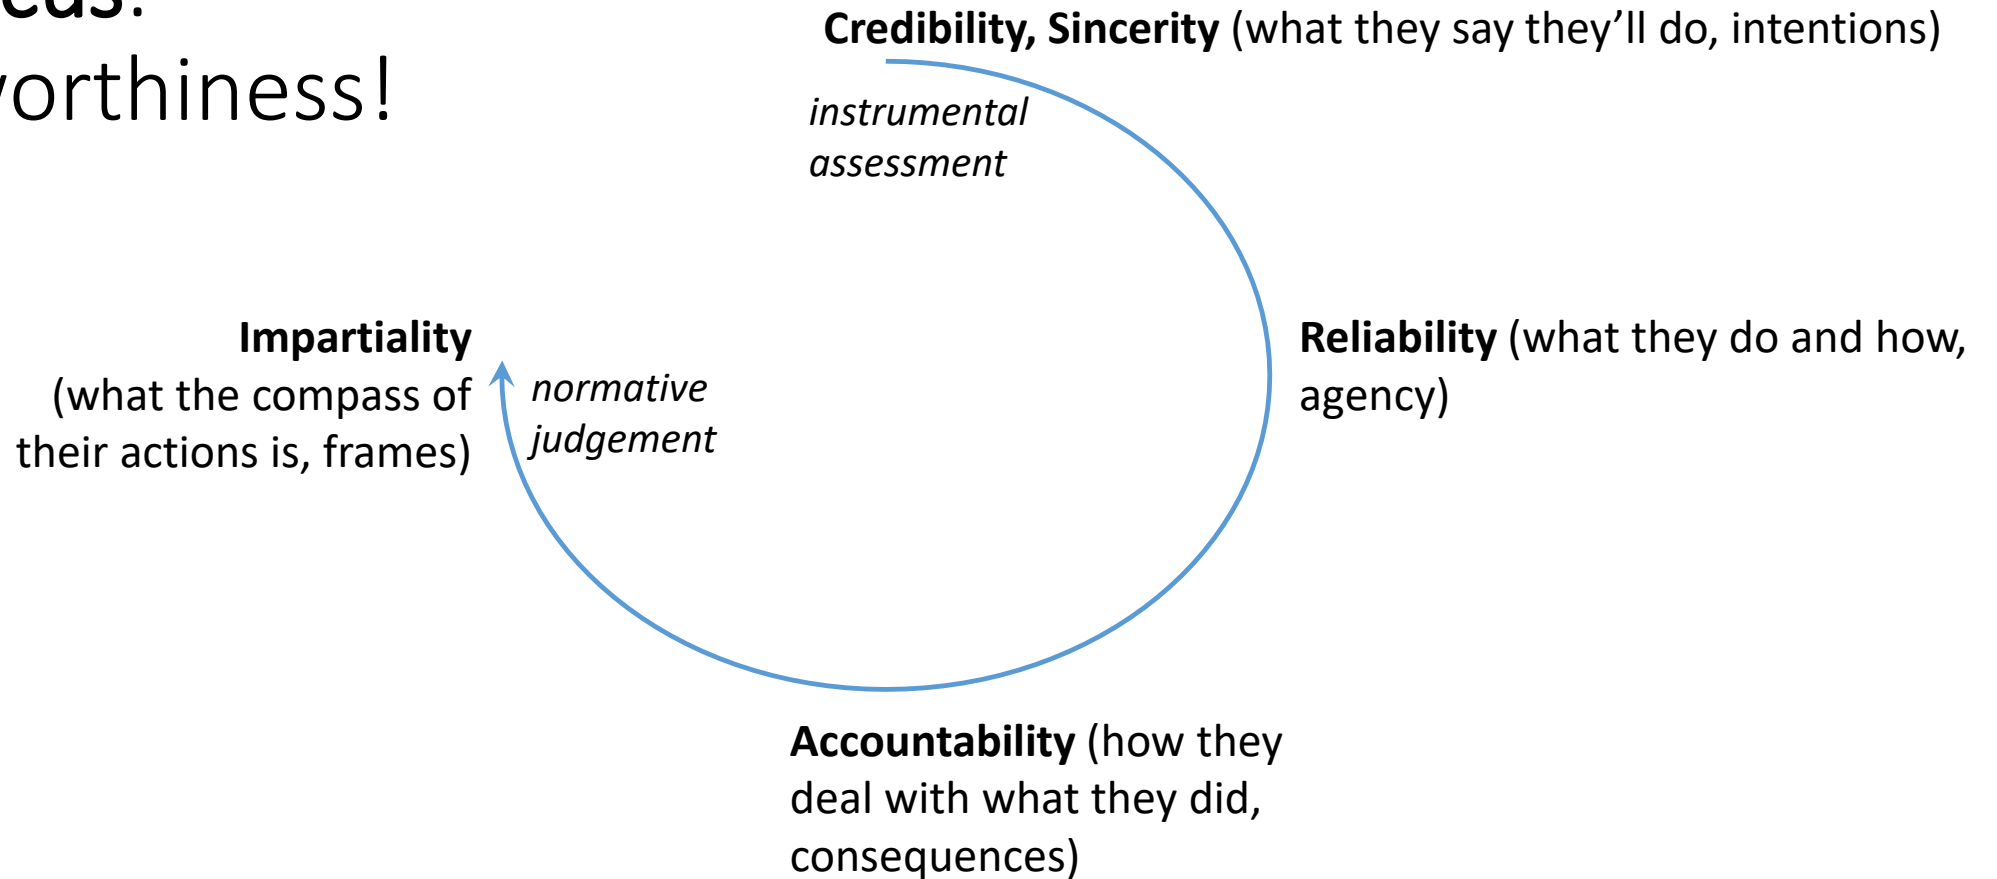 Credibility, Sincerity (what they say they’ll do, intentions)
instrumental
assessment
Impartiality
(what the compass of
their actions is, frames)
normative
judgement
Reliability (what they do and how,
agency)
Accountability (how they
deal with what they did,
consequences)